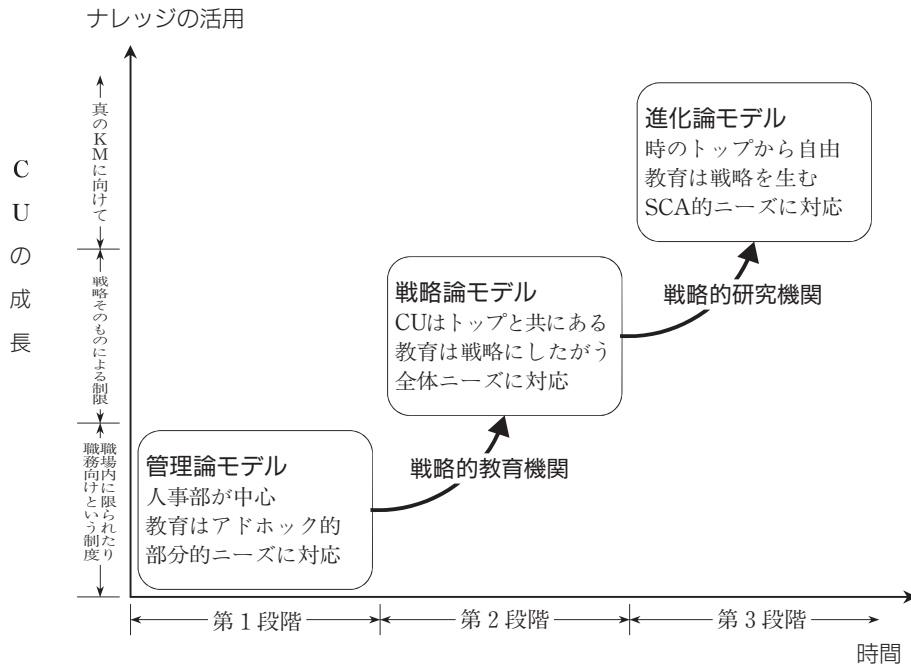 ナレッジの活用
CUの成長
真のKMに向けて
戦略そのものによる制限
職場内に限られたり
職務向けという制度
進化論モデル
時のトップから自由
教育は戦略を生む
SCA的ニーズに対応
戦略的研究機関
戦略論モデル
CUはトップと共にある
教育は戦略にしたがう
全体ニーズに対応
戦略的教育機関
管理論モデル
人事部が中心
教育はアドホック的
部分的ニーズに対応
第1段階
第2段階
第3段階
時間